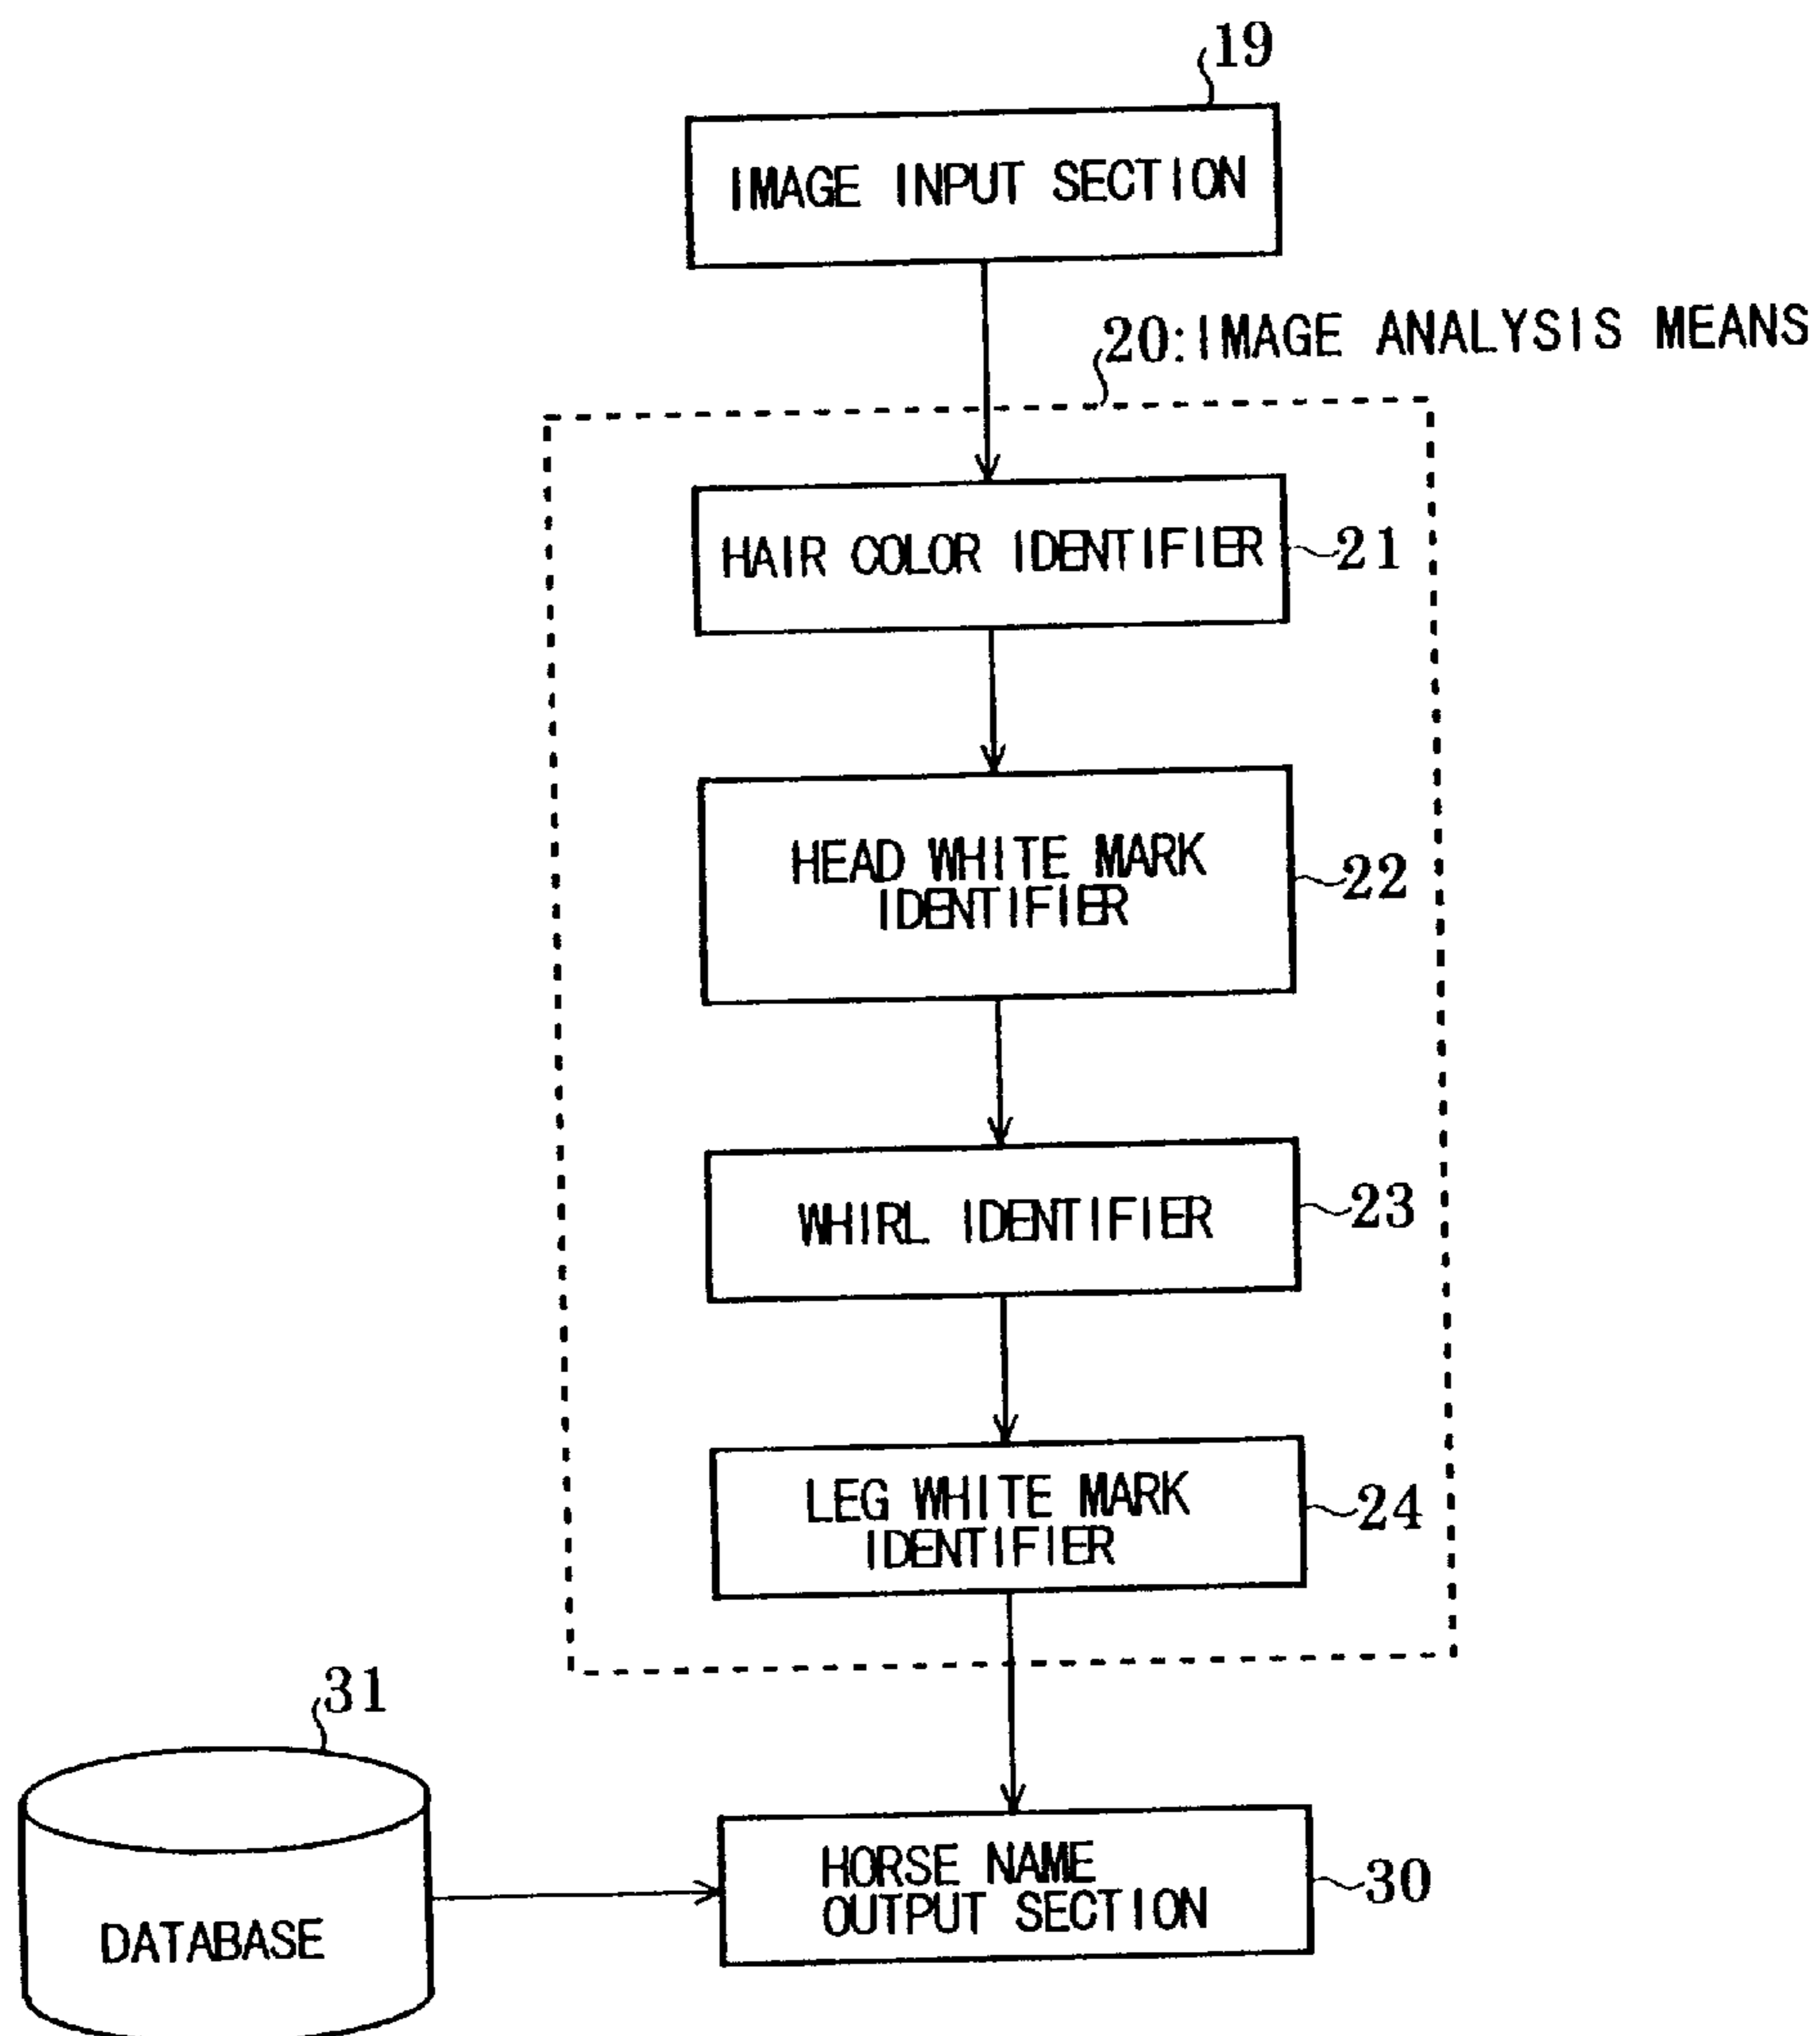 19
IMAGE INPUT SECTION
20:IMAGE ANALYSIS MEANS
HAIR COLOR IDENTIFIER
21
HEAD WHITE MARK
IDENTIFIER
22
WHIRL IDENTIFIER
23
LEG WHITE MARK
IDENTIFIER
24
31
DATABASE
HORSE NAME
OUTPUT SECTION
30